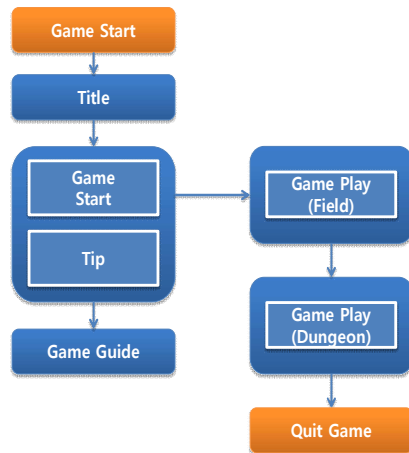 Game Start
Title
Game
Start
Tip
Game Guide
Game Play
(Field)
Game Play
(Dungeon)
Quit Game